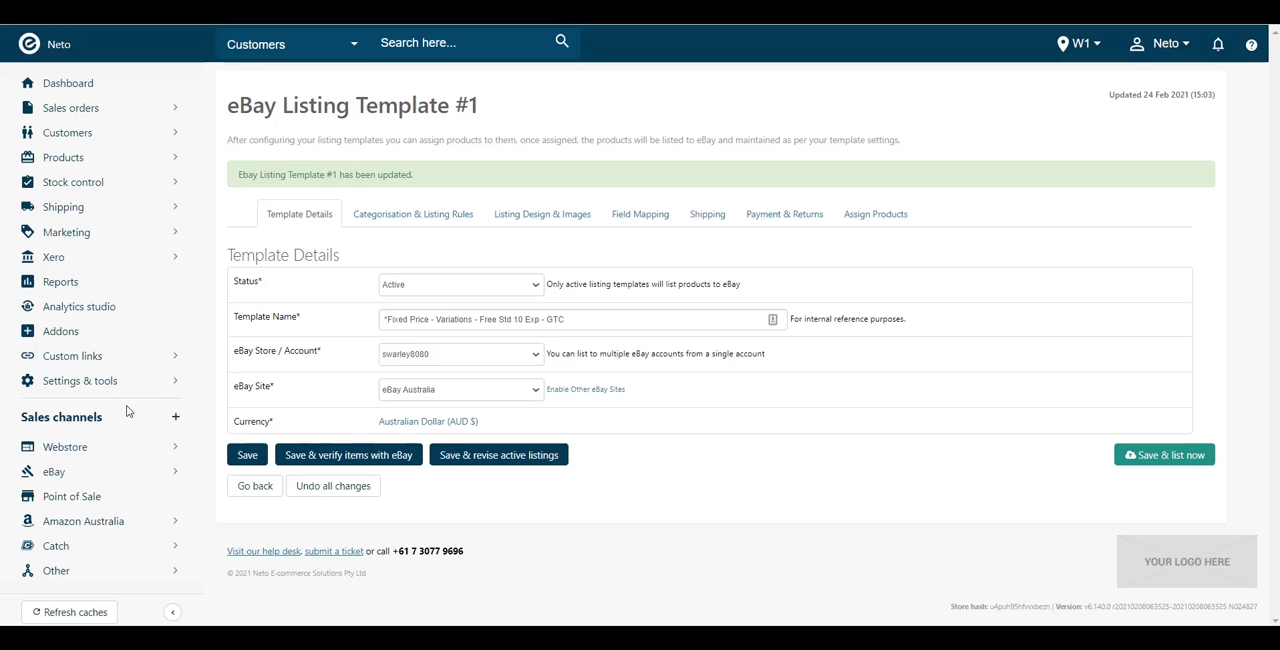 Neto
Customers
Search here...
W1
Neto
Dashboard
Sales orders
Customers
Products
Stock control
Shipping
Marketing
Xero
Reports
Analytics studio
Addons
Custom links
Settings & tools
Sales channels
+
Webstore
eBay
Point of Sale
Amazon Australia
Catch
Other
Refresh caches
eBay Listing Template #1
Updated 24 Feb 2021 (15:03)
After configuring your listing templates you can assign products to them, once assigned, the products will be listed to eBay and maintained as per your template settings.
Ebay Listing Template #1 has been updated.
Template Details Categorisation & Listing Rules Listing Design & Images Field Mapping Shipping Payment & Returns Assign Products
Template Details
Status* Active Only active listing templates will list products to eBay
Template Name* *Fixed Price - Variations - Free Std 10 Exp - GTC For internal reference purposes.
eBay Store / Account* swarley8080 You can list to multiple eBay accounts from a single account
eBay Site* eBay Australia Enable Other eBay Sites
Currency* Australian Dollar (AUD $)
Save Save & verify items with eBay Save & revise active listings Save & list now
Go back Undo all changes
Visit our help desk, submit a ticket or call +61 7 3077 9696
© 2021 Neto E-commerce Solutions Pty Ltd
YOUR LOGO HERE
Store hash: | Version: v6.140.0 r20210208063525-20210208063525 N024827